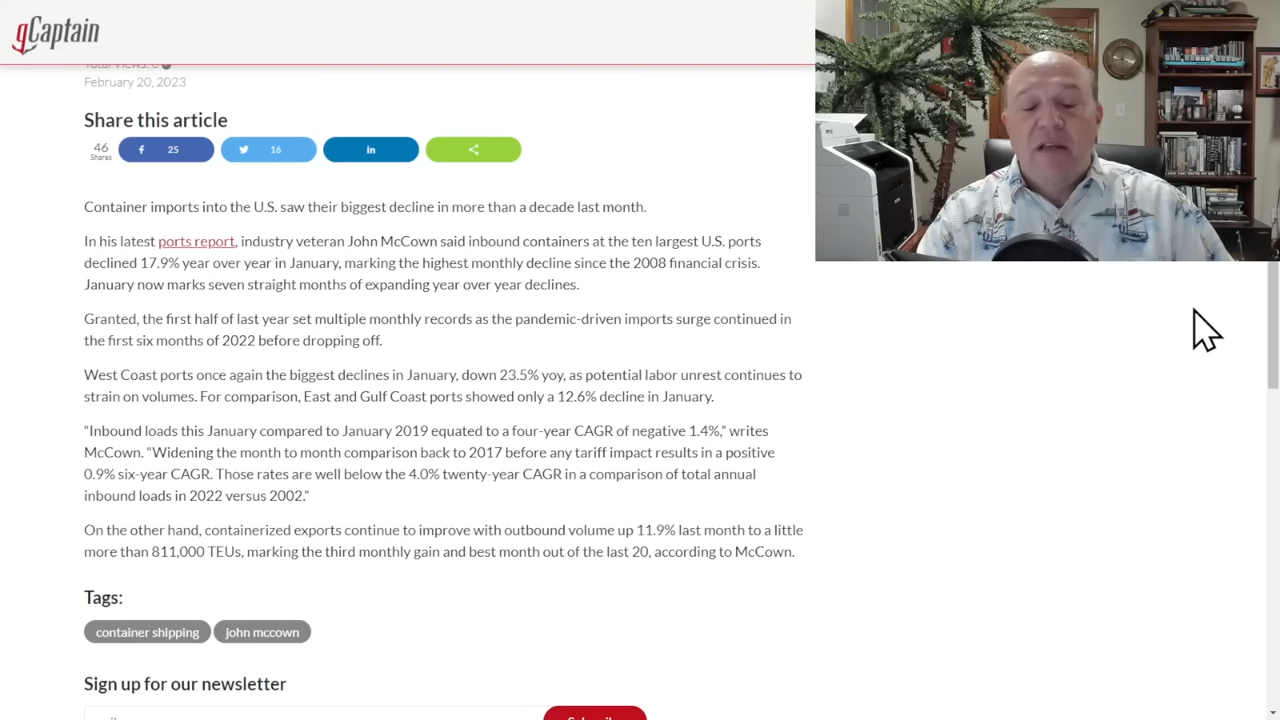 gCaptain
February 20, 2023
Share this article
46
Shares
25
16
in
Container imports into the U.S. saw their biggest decline in more than a decade last month.
In his latest ports report, industry veteran John McCown said inbound containers at the ten largest U.S. ports
declined 17.9% year over year in January, marking the highest monthly decline since the 2008 financial crisis.
January now marks seven straight months of expanding year over year declines.
Granted, the first half of last year set multiple monthly records as the pandemic-driven imports surge continued in
the first six months of 2022 before dropping off.
West Coast ports once again the biggest declines in January, down 23.5% yoy, as potential labor unrest continues to
strain on volumes. For comparison, East and Gulf Coast ports showed only a 12.6% decline in January.
“Inbound loads this January compared to January 2019 equated to a four-year CAGR of negative 1.4%,” writes
McCown. “Widening the month to month comparison back to 2017 before any tariff impact results in a positive
0.9% six-year CAGR. Those rates are well below the 4.0% twenty-year CAGR in a comparison of total annual
inbound loads in 2022 versus 2002.”
On the other hand, containerized exports continue to improve with outbound volume up 11.9% last month to a little
more than 811,000 TEUs, marking the third monthly gain and best month out of the last 20, according to McCown.
Tags:
container shipping
john mccown
Sign up for our newsletter